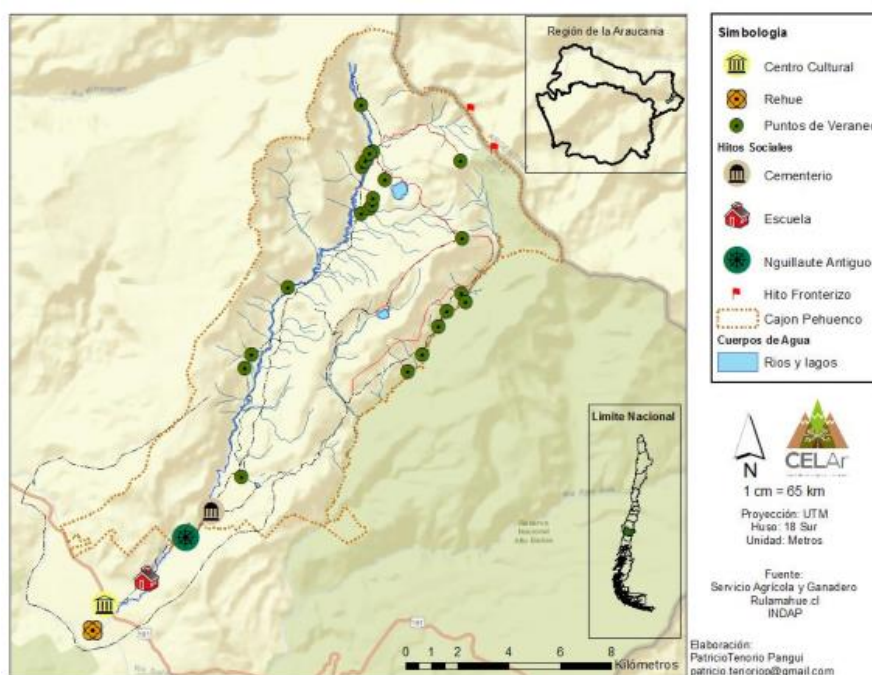 Región de la Araucania
Limite Nacional
181
181
0 2 4 6 8
Kilómetros
Simbologia
Centro Cultural
Rehue
Puntos de Veraneo
Hitos Sociales
Cementerio
Escuela
Nguillaute Antiguo
Hito Fronterizo
Cajon Pehuenco
Cuerpos de Agua
Rios y lagos
N
CELAr
1 cm = 65 km
Proyección: UTM
Huso: 18 Sur
Unidad: Metros
Fuente:
Servicio Agrícola y Ganadero
Rulamahue.cl
INDAP
Elaboración:
PatricioTenorio Pangui
patricio.tenoriop@gmail.com